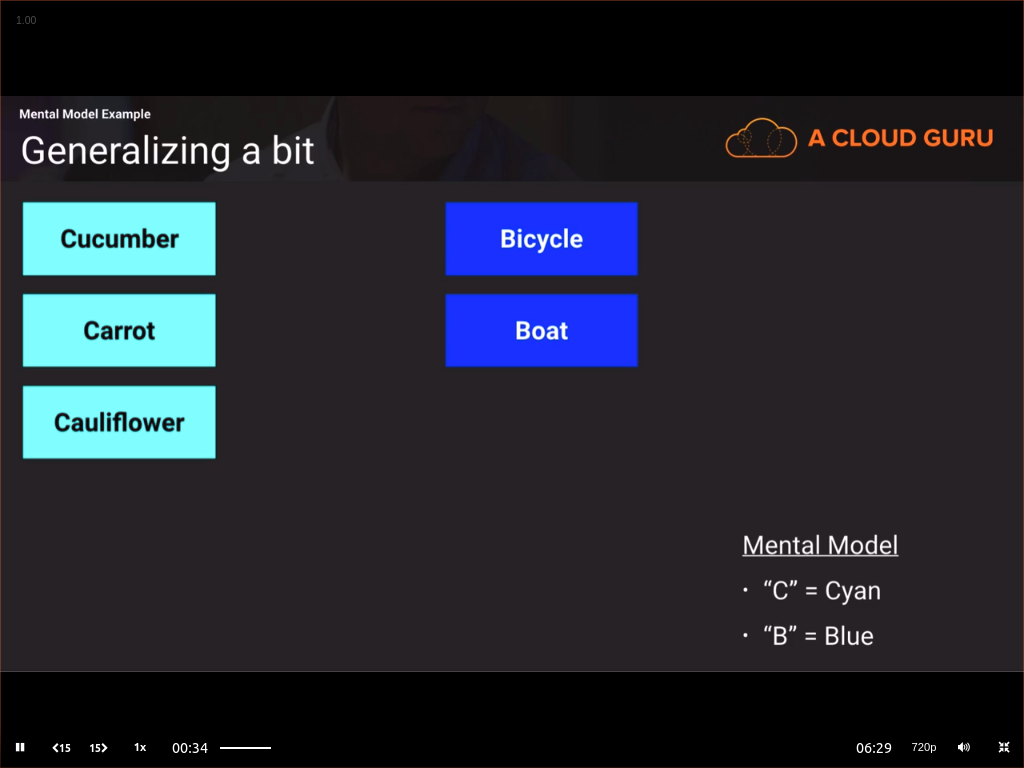 1.00
Mental Model Example
Generalizing a bit
A CLOUD GURU
Cucumber
Bicycle
Carrot
Boat
Cauliflower
Mental Model
· “C” = Cyan
· “B” = Blue
15 15 1x 00:34 06:29 720p